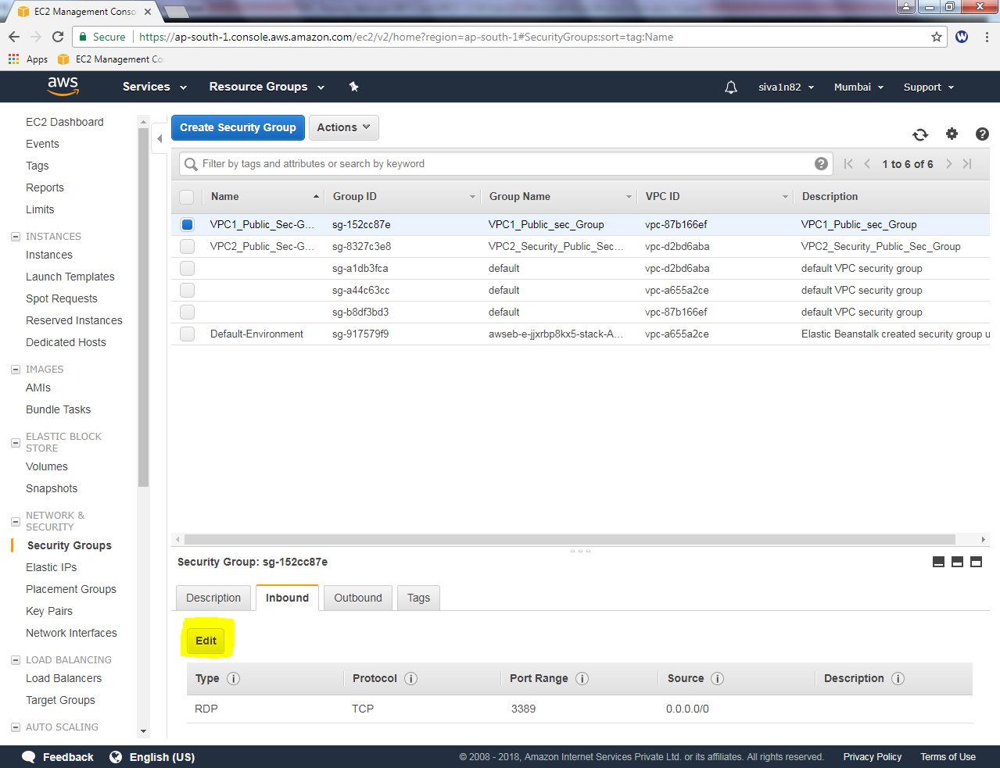 EC2 Management Conso
Secure
https://ap-south-1.console.aws.amazon.com/ec2/v2/home?region=ap-south-1#SecurityGroups:sort=tag:Name
W
Apps
EC2 Management Co
aws
Services
Resource Groups
siva1n82
Mumbai
Support
EC2 Dashboard
Events
Tags
Reports
Limits
INSTANCES
Instances
Launch Templates
Spot Requests
Reserved Instances
Dedicated Hosts
IMAGES
AMIs
Bundle Tasks
ELASTIC BLOCK
STORE
Volumes
Snapshots
NETWORK &
SECURITY
Security Groups
Elastic IPs
Placement Groups
Key Pairs
Network Interfaces
LOAD BALANCING
Load Balancers
Target Groups
AUTO SCALING
Create Security Group
Actions
Filter by tags and attributes or search by keyword
1 to 6 of 6
Name Group ID Group Name VPC ID Description
VPC1_Public_Sec-G... sg-152cc87e VPC1_Public_sec_Group vpc-87b166ef VPC1_Public_sec_Group
VPC2_Public_Sec-G... sg-8327c3e8 VPC2_Security_Public_Sec... vpc-d2bd6aba VPC2_Security_Public_Sec_Group
sg-a1db3fca default vpc-d2bd6aba default VPC security group
sg-a44c63cc default vpc-a655a2ce default VPC security group
sg-b8df3bd3 default vpc-87b166ef default VPC security group
Default-Environment sg-917579f9 awseb-e-jjxrbp8kx5-stack-A... vpc-a655a2ce Elastic Beanstalk created security group u
Security Group: sg-152cc87e
Description
Inbound
Outbound
Tags
Edit
Type Protocol Port Range Source Description
RDP TCP 3389 0.0.0.0/0
Feedback
English (US)
© 2008 - 2018, Amazon Internet Services Private Ltd. or its affiliates. All rights reserved.
Privacy Policy
Terms of Use